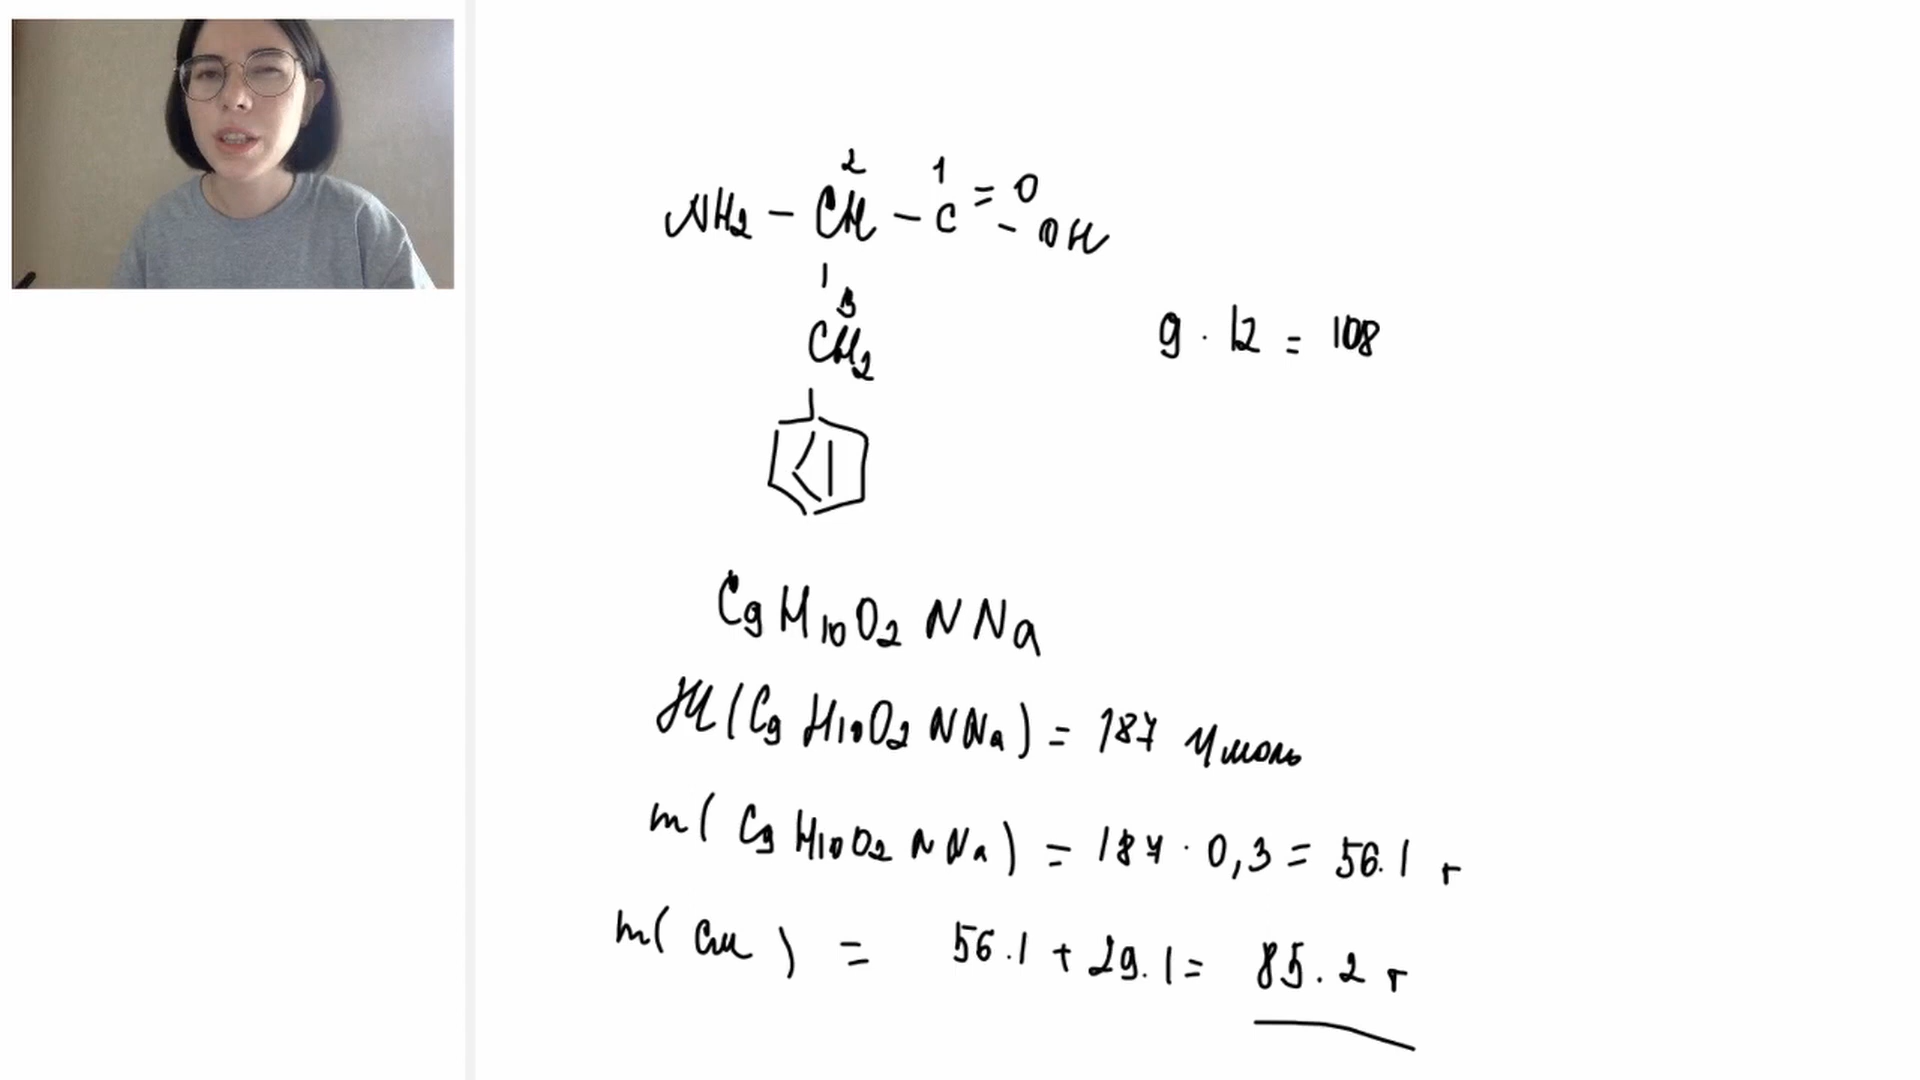 2 1
NH2 - CH - C = O - OH
3
CH2
9 · 12 = 108
C9H10O2NNa
M(C9H10O2NNa) = 187 г/моль
m(C9H10O2NNa) = 187 · 0,3 = 56.1 г
m(см) = 56.1 + 29.1 = 85.2 г